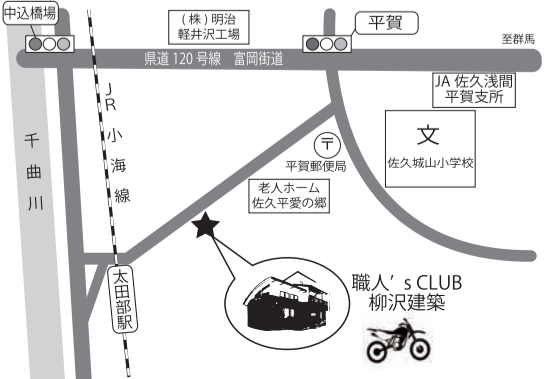 中込橋場
(株)明治
軽井沢工場
平賀
至群馬
県道120号線　富岡街道
JA佐久浅間
平賀支所
JR小海線
千曲川
文
佐久城山小学校
〒
平賀郵便局
老人ホーム
佐久平愛の郷
太田部駅
職人’s CLUB
柳沢建築